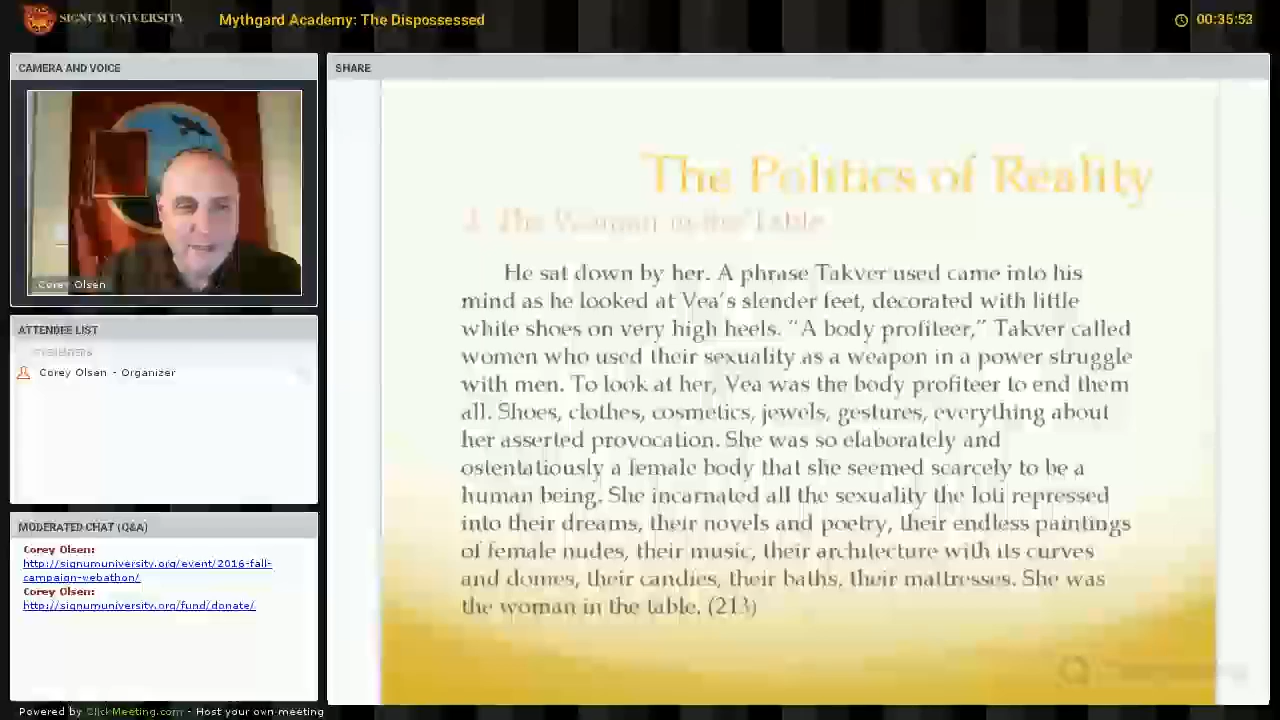 SIGNUM UNIVERSITY
Mythgard Academy: The Dispossessed
00:35:53
CAMERA AND VOICE
Corey Olsen
ATTENDEE LIST
Corey Olsen - Organizer
MODERATED CHAT (Q&A)
Corey Olsen:
http://signumuniversity.org/event/2016-fall-
campaign-webathon/
Corey Olsen:
http://signumuniversity.org/fund/donate/
SHARE
The Politics of Reality
The Woman in the Table
He sat down by her. A phrase Takver used came into his
mind as he looked at Vea's slender feet, decorated with little
white shoes on very high heels. "A body profiteer," Takver called
women who used their sexuality as a weapon in a power struggle
with men. To look at her, Vea was the body profiteer to end them
all. Shoes, clothes, cosmetics, jewels, gestures, everything about
her asserted provocation. She was so elaborately and
ostentatiously a female body that she seemed scarcely to be a
human being. She incarnated all the sexuality the Ioti repressed
into their dreams, their novels and poetry, their endless paintings
of female nudes, their music, their architecture with its curves
and domes, their candies, their baths, their mattresses. She was
the woman in the table. (213)
Powered by ClickMeeting.com - Host your own meeting